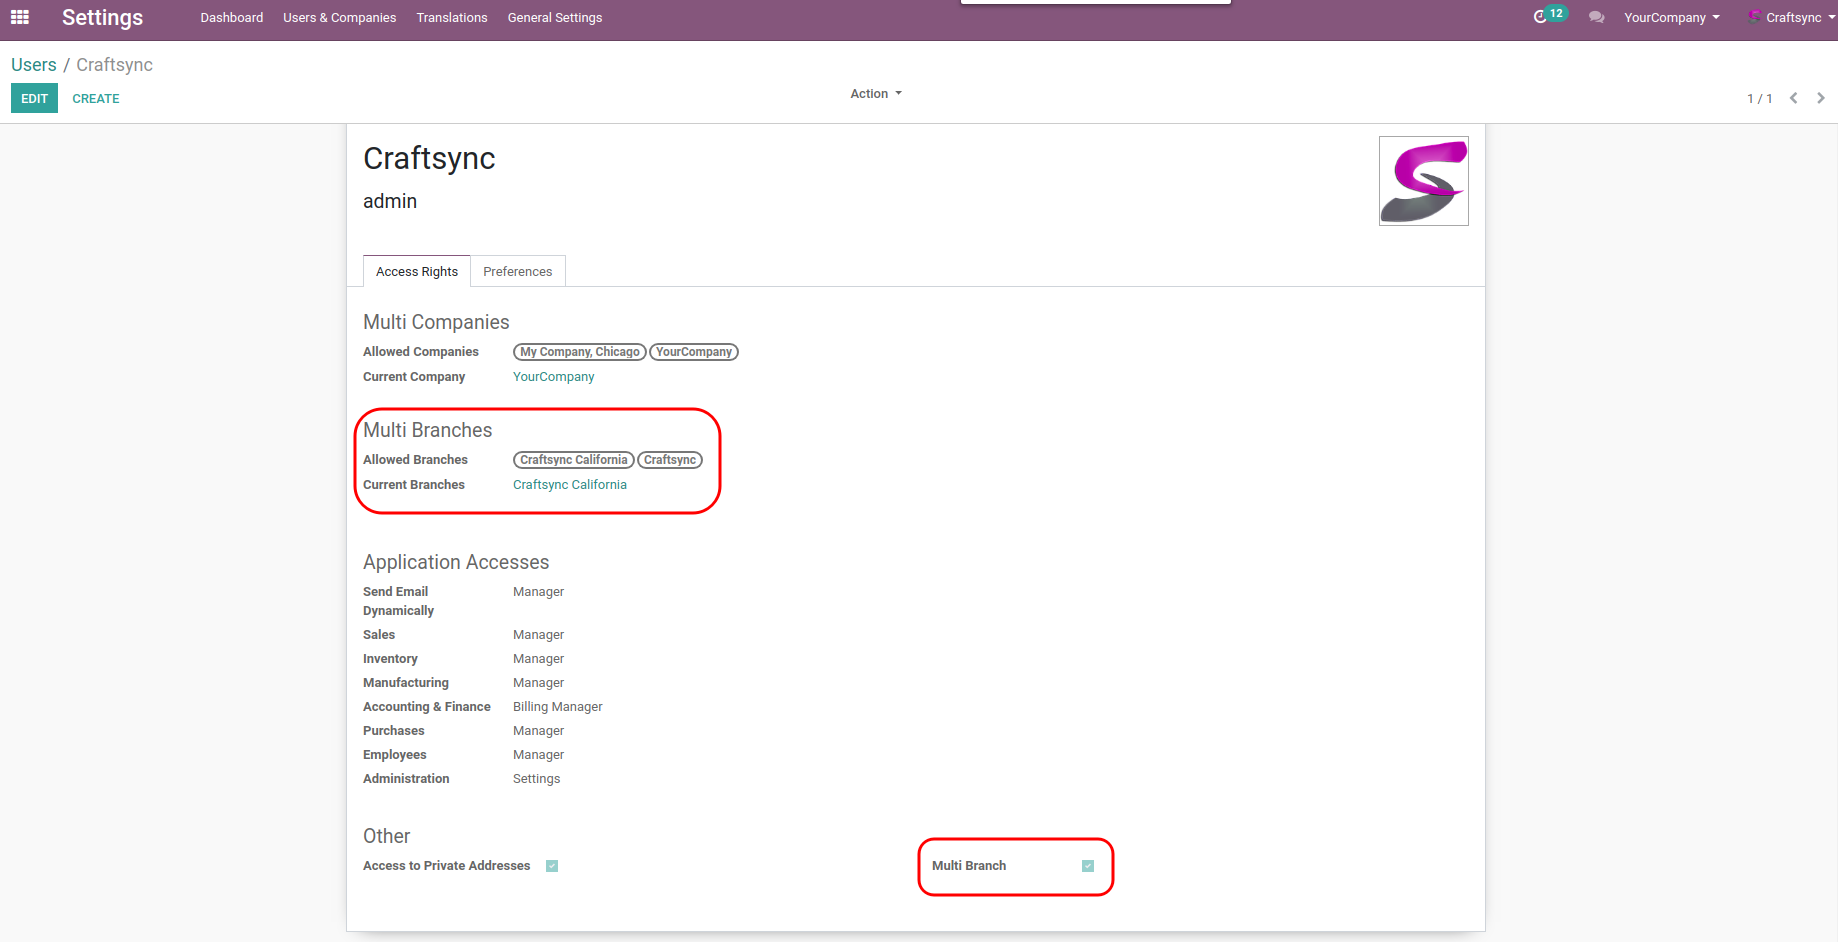 Settings Dashboard Users & Companies Translations General Settings 12 YourCompany Craftsync
Users / Craftsync
EDIT CREATE Action 1 / 1
Craftsync
admin
Access Rights Preferences
Multi Companies
Allowed Companies My Company, Chicago YourCompany
Current Company YourCompany
Multi Branches
Allowed Branches Craftsync California Craftsync
Current Branches Craftsync California
Application Accesses
Send Email Manager
Dynamically
Sales Manager
Inventory Manager
Manufacturing Manager
Accounting & Finance Billing Manager
Purchases Manager
Employees Manager
Administration Settings
Other
Access to Private Addresses Multi Branch